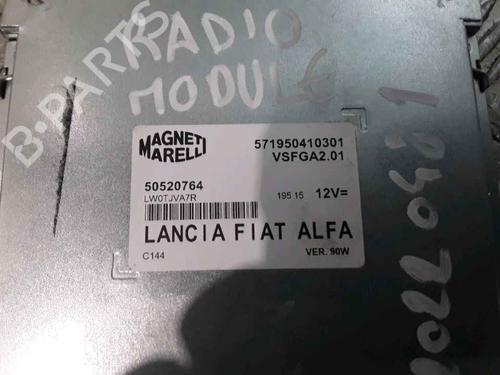 B-PARTS
RADIO
MODULE
MAGNETI
MARELLI
571950410301
VSFGA2.01
50520764
LW0TJVA7R
195 15 12V=
LANCIA FIAT ALFA
C144 VER. 90W